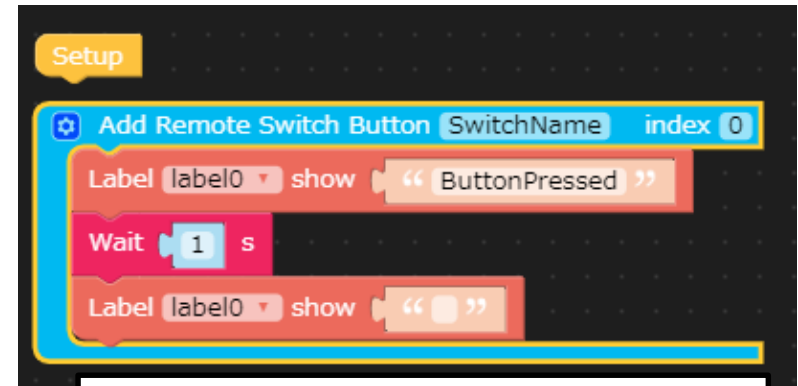 Setup
Add Remote Switch Button SwitchName index 0
Label label0 show “ ButtonPressed ”
Wait 1 s
Label label0 show “ ”